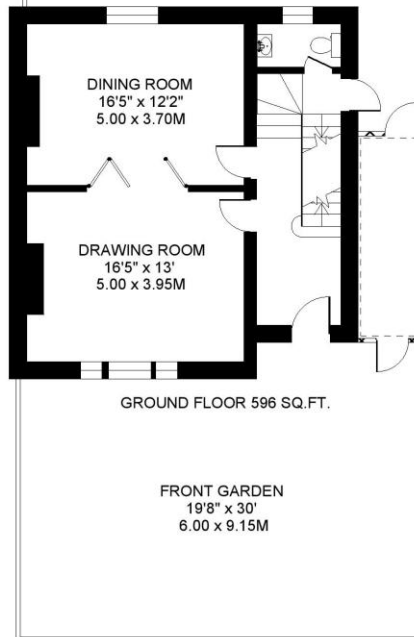 DINING ROOM
16'5" x 12'2"
5.00 x 3.70M
DRAWING ROOM
16'5" x 13'
5.00 x 3.95M
GROUND FLOOR 596 SQ.FT.
FRONT GARDEN
19'8" x 30'
6.00 x 9.15M